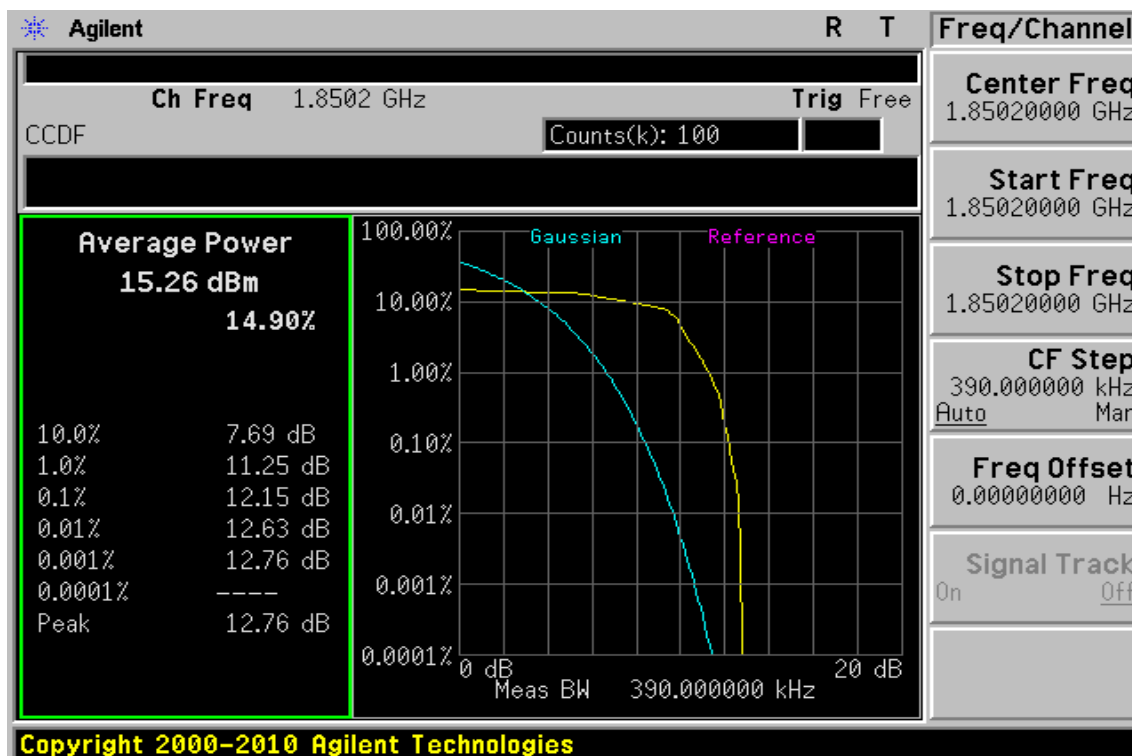 Agilent R T
Freq/Channel
Ch Freq 1.8502 GHz Trig Free
CCDF Counts(k): 100
Average Power
15.26 dBm
14.90%
10.0% 7.69 dB
1.0% 11.25 dB
0.1% 12.15 dB
0.01% 12.63 dB
0.001% 12.76 dB
0.0001% ----
Peak 12.76 dB
Gaussian Reference
100.00%
10.00%
1.00%
0.10%
0.01%
0.001%
0.0001%
0 dB 20 dB
Meas BW 390.000000 kHz
Center Freq
1.85020000 GHz
Start Freq
1.85020000 GHz
Stop Freq
1.85020000 GHz
CF Step
390.000000 kHz
Auto Man
Freq Offset
0.00000000 Hz
Signal Track
On Off
Copyright 2000-2010 Agilent Technologies